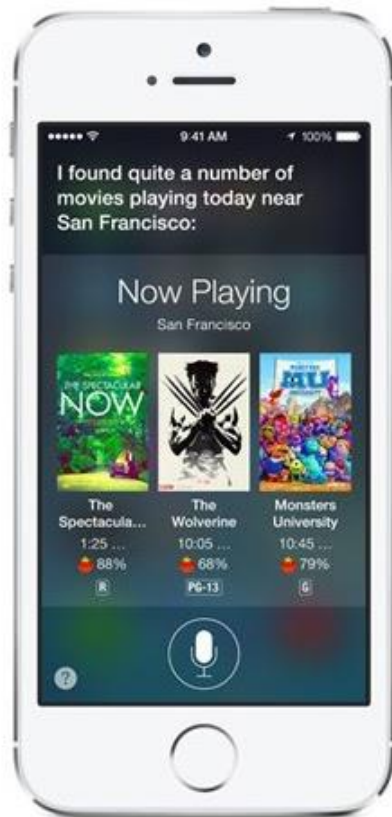 9:41 AM
100%
I found quite a number of
movies playing today near
San Francisco:
Now Playing
San Francisco
THE SPECTACULAR
NOW
MONSTERS
MU
UNIVERSITY
The
Spectacula...
The
Wolverine
Monsters
University
1:25 ...
10:05 ...
10:45 ...
88%
68%
79%
R
PG-13
G
?